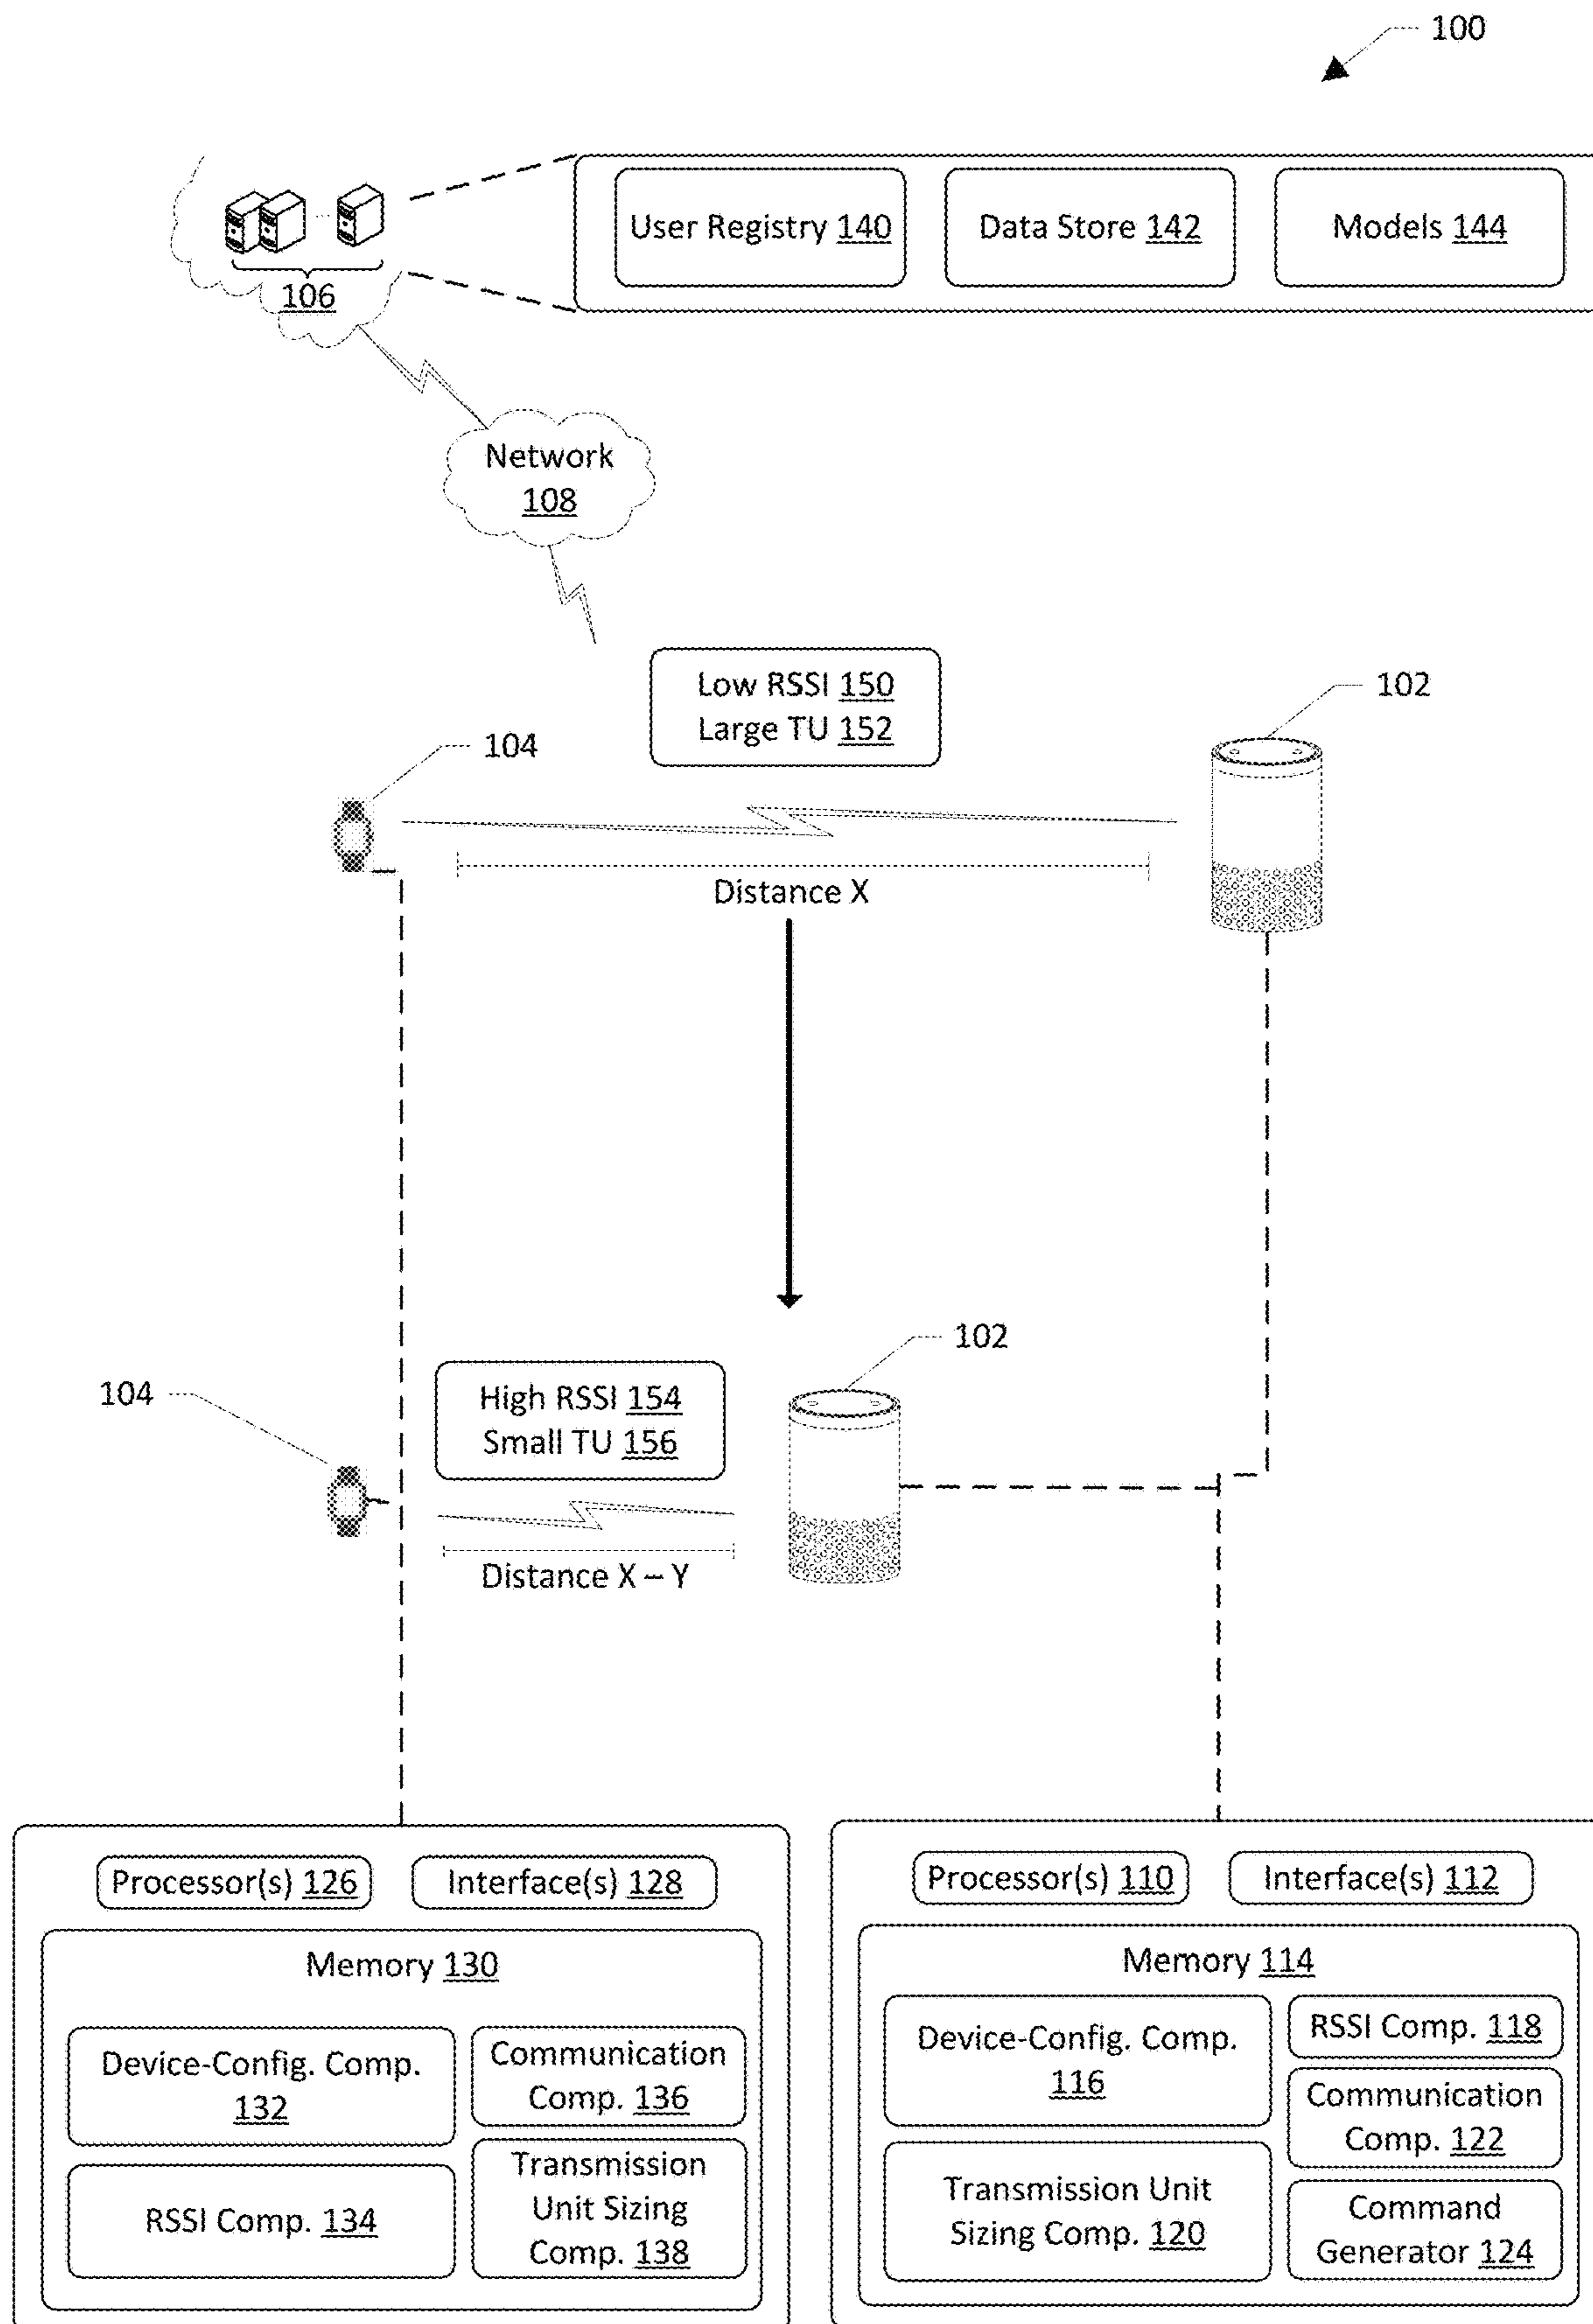 100
User Registry 140
Data Store 142
Models 144
106
Network
108
Low RSSI 150
Large TU 152
102
104
Distance X
102
High RSSI 154
Small TU 156
104
Distance X – Y
Processor(s) 126
Interface(s) 128
Memory 130
Device-Config. Comp.
132
Communication
Comp. 136
RSSI Comp. 134
Transmission
Unit Sizing
Comp. 138
Processor(s) 110
Interface(s) 112
Memory 114
Device-Config. Comp.
116
RSSI Comp. 118
Communication
Comp. 122
Transmission Unit
Sizing Comp. 120
Command
Generator 124